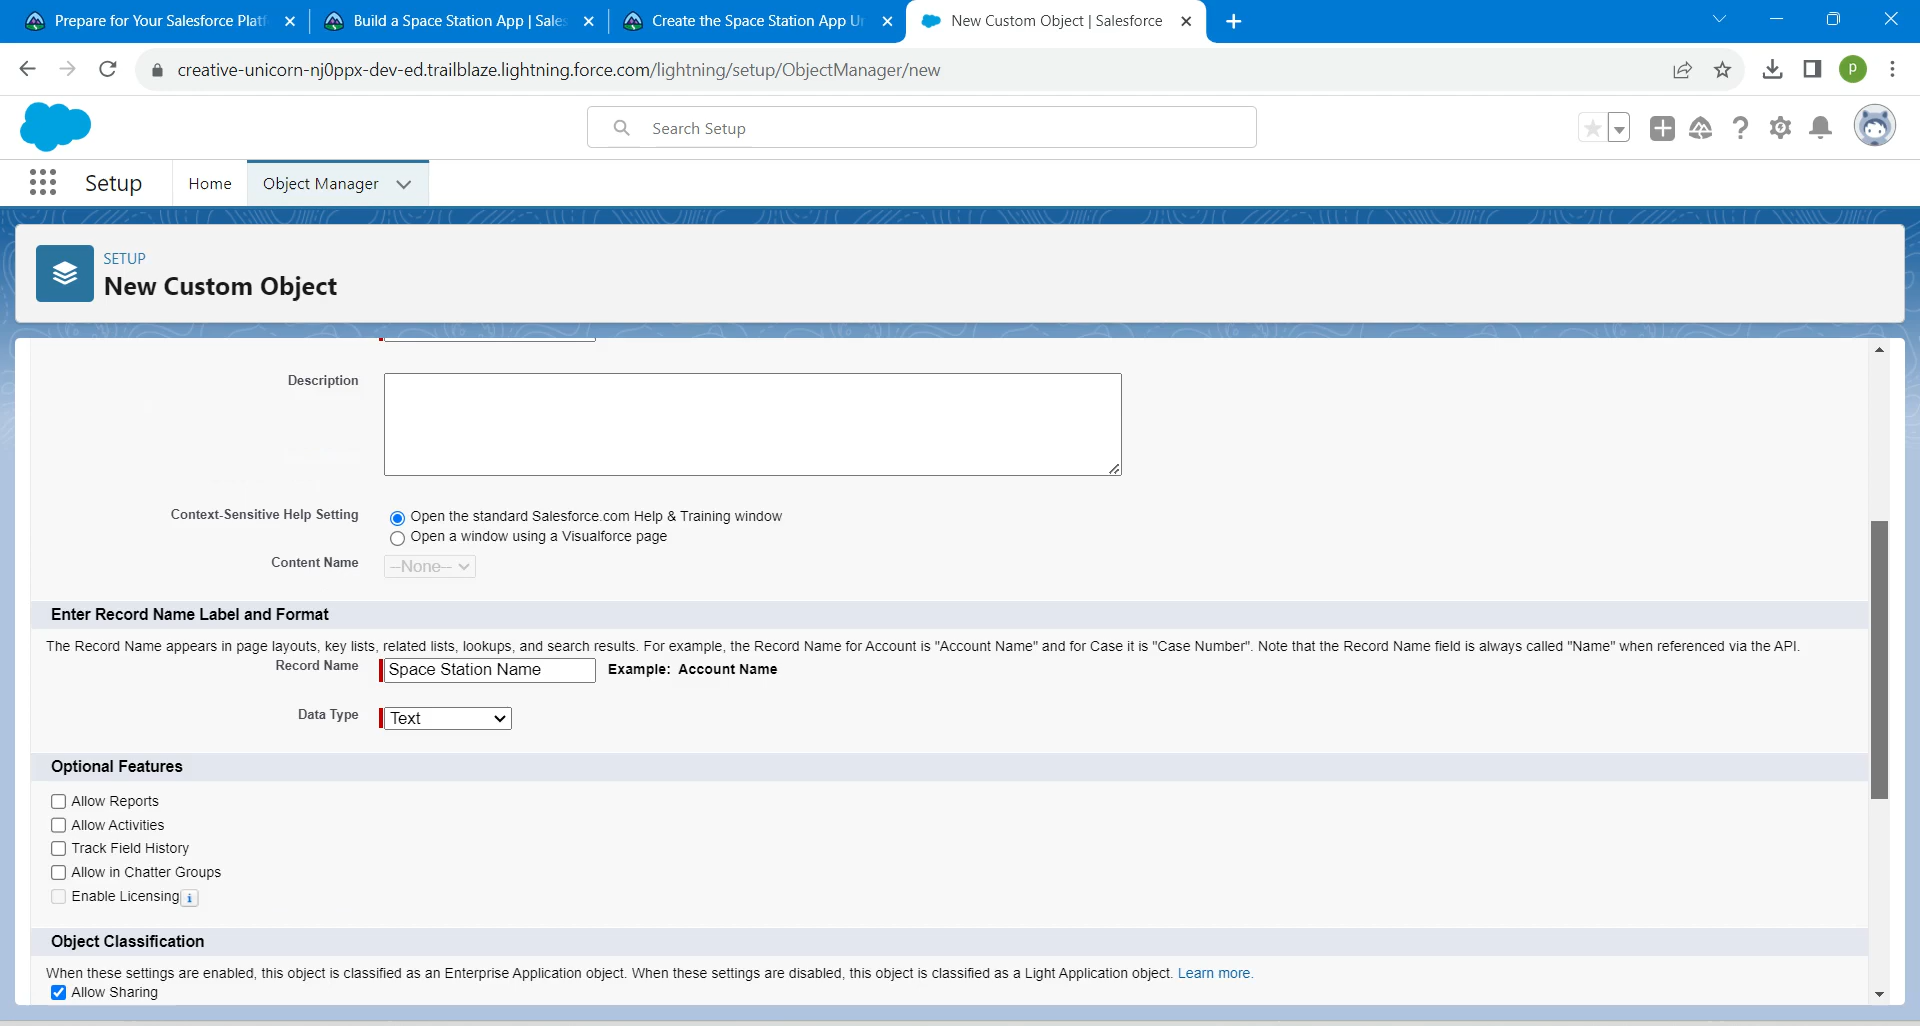 Prepare for Your Salesforce Platf
Build a Space Station App | Sales
Create the Space Station App Ur
New Custom Object | Salesforce
creative-unicorn-nj0ppx-dev-ed.trailblaze.lightning.force.com/lightning/setup/ObjectManager/new
p
Search Setup
Setup
Home
Object Manager
SETUP
New Custom Object
Description
Context-Sensitive Help Setting
Open the standard Salesforce.com Help & Training window
Open a window using a Visualforce page
Content Name
--None--
Enter Record Name Label and Format
The Record Name appears in page layouts, key lists, related lists, lookups, and search results. For example, the Record Name for Account is "Account Name" and for Case it is "Case Number". Note that the Record Name field is always called "Name" when referenced via the API.
Record Name
Space Station Name
Example: Account Name
Data Type
Text
Optional Features
Allow Reports
Allow Activities
Track Field History
Allow in Chatter Groups
Enable Licensing i
Object Classification
When these settings are enabled, this object is classified as an Enterprise Application object. When these settings are disabled, this object is classified as a Light Application object. Learn more.
Allow Sharing